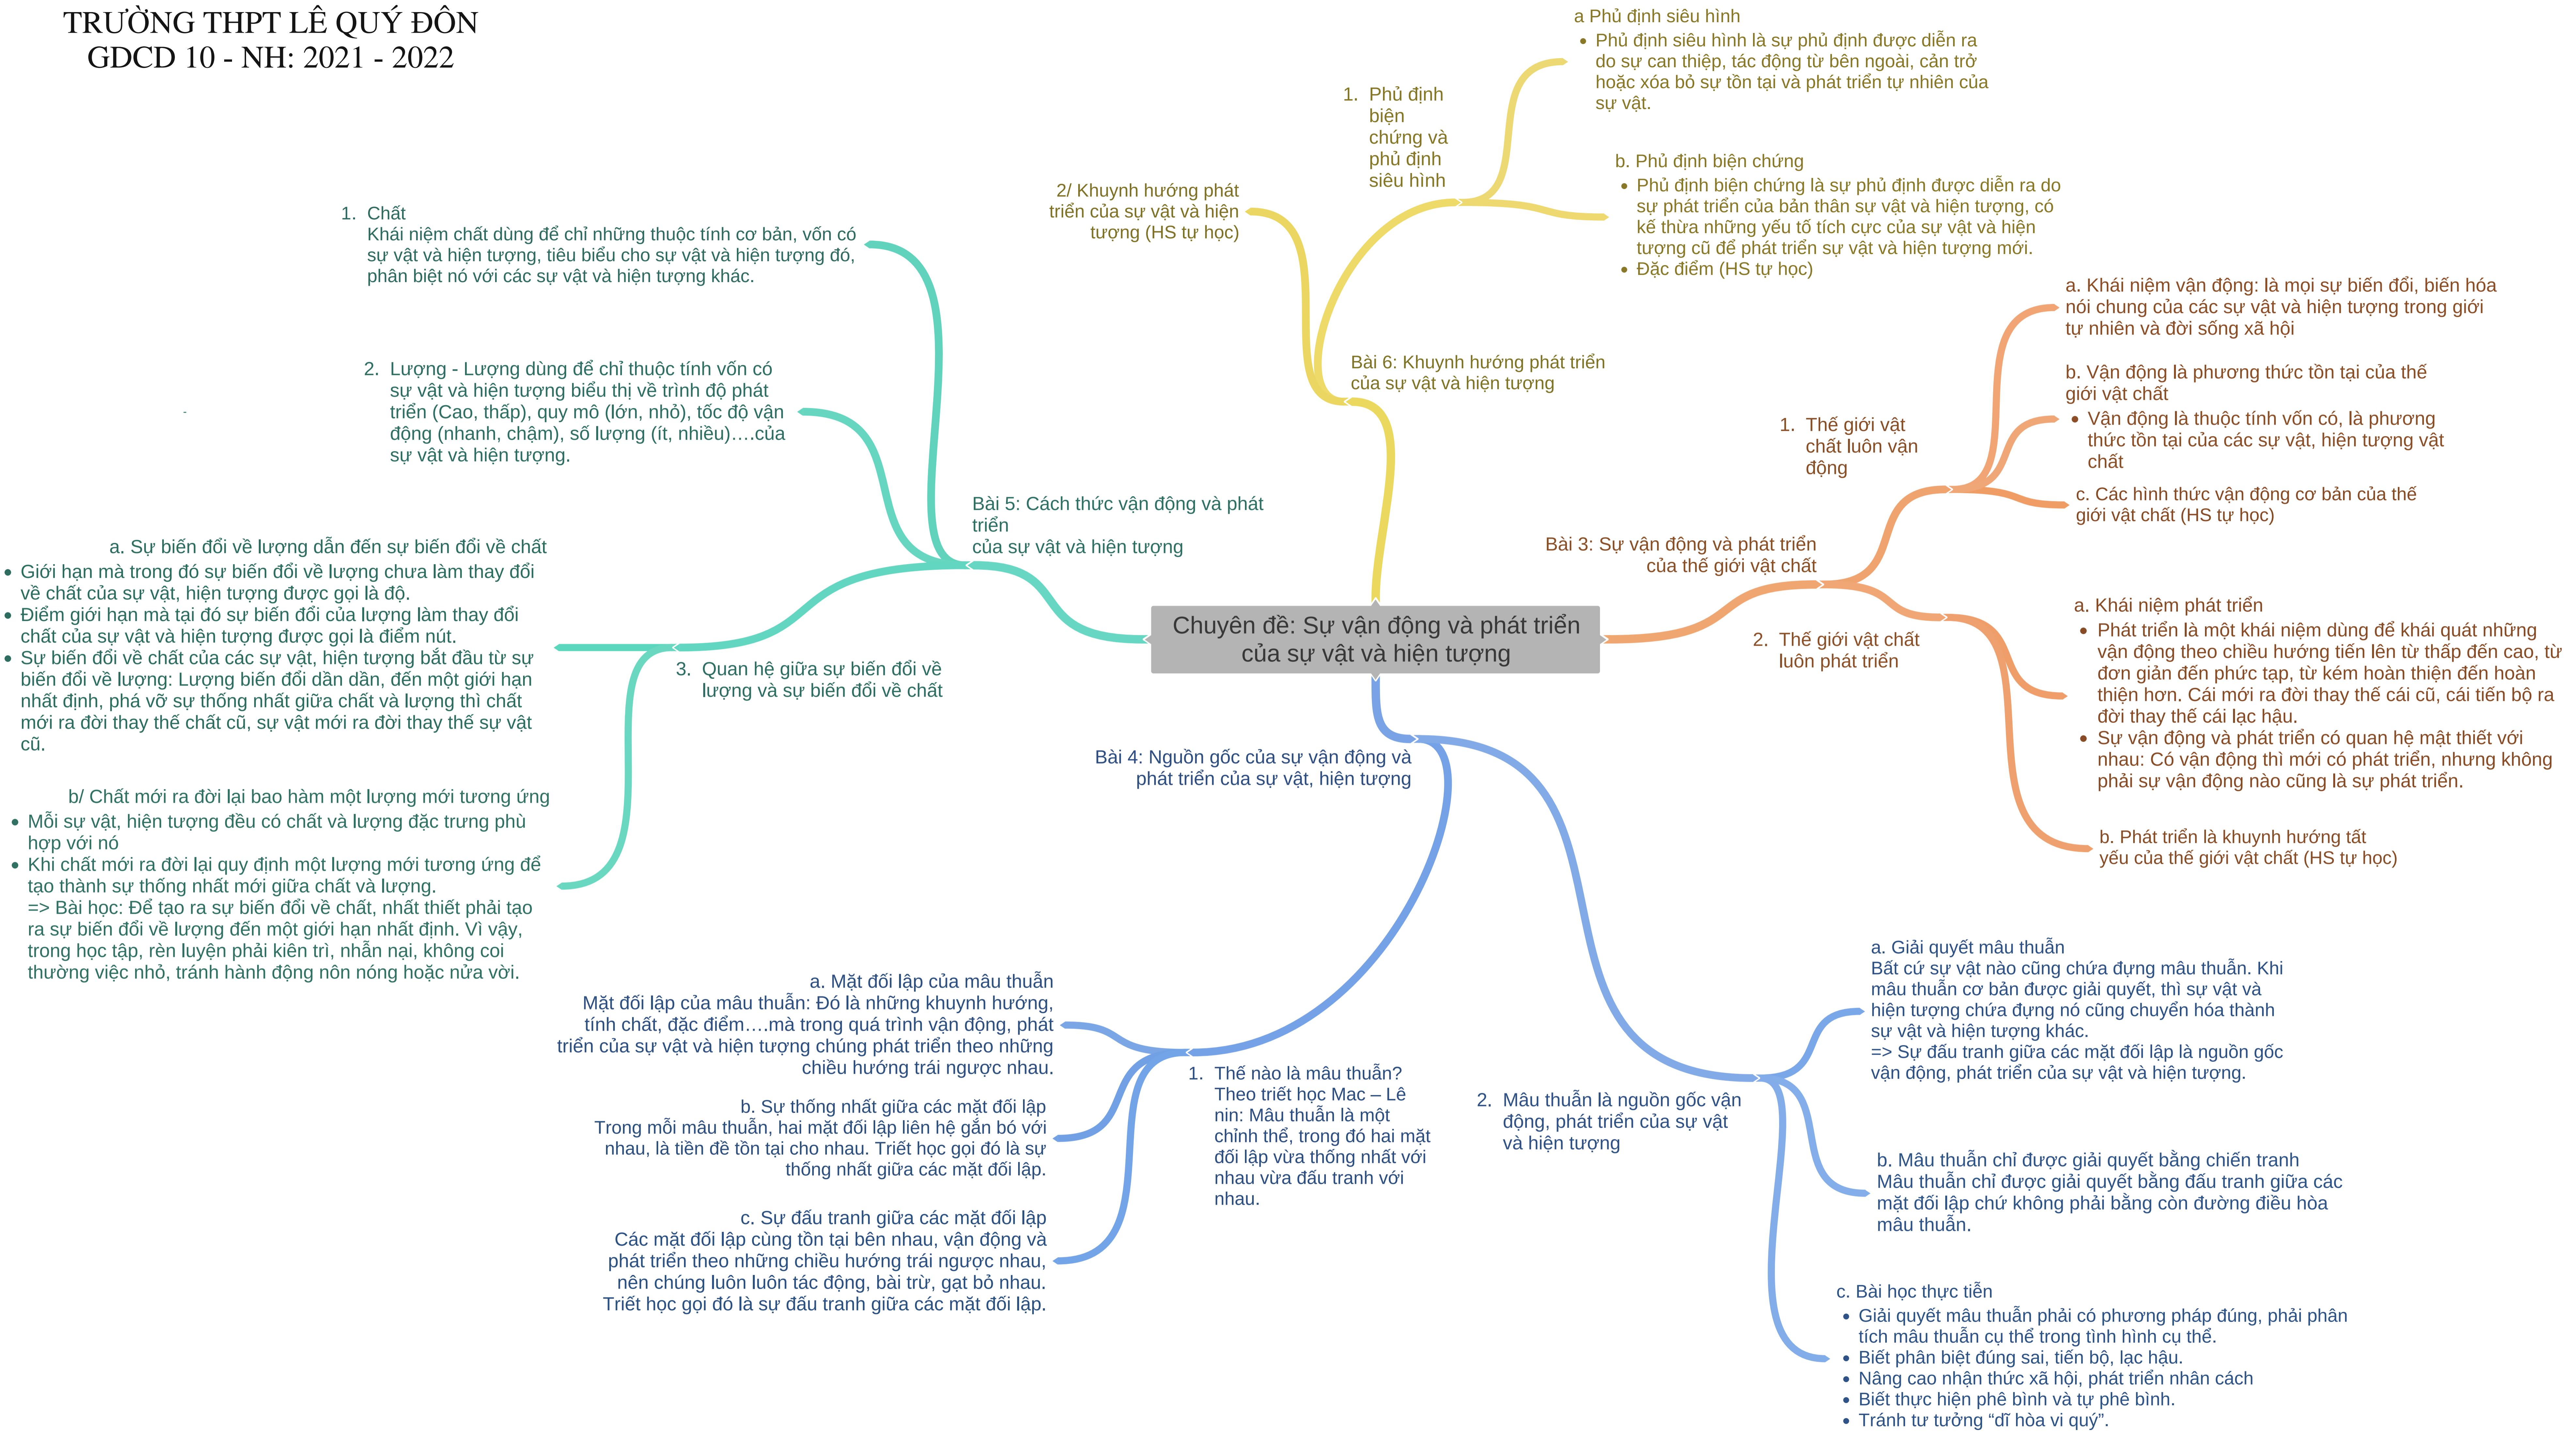 TRƯỜNG THPT LÊ QUÝ ĐÔN
GDCD 10 - NH: 2021 - 2022
Chuyên đề: Sự vận động và phát triển
của sự vật và hiện tượng
Bài 3: Sự vận động và phát triển
của thế giới vật chất
1. Thế giới vật
chất luôn vận
động
a. Khái niệm vận động: là mọi sự biến đổi, biến hóa
nói chung của các sự vật và hiện tượng trong giới
tự nhiên và đời sống xã hội
b. Vận động là phương thức tồn tại của thế
giới vật chất
• Vận động là thuộc tính vốn có, là phương
thức tồn tại của các sự vật, hiện tượng vật
chất
c. Các hình thức vận động cơ bản của thế
giới vật chất (HS tự học)
2. Thế giới vật chất
luôn phát triển
a. Khái niệm phát triển
• Phát triển là một khái niệm dùng để khái quát những
vận động theo chiều hướng tiến lên từ thấp đến cao, từ
đơn giản đến phức tạp, từ kém hoàn thiện đến hoàn
thiện hơn. Cái mới ra đời thay thế cái cũ, cái tiến bộ ra
đời thay thế cái lạc hậu.
• Sự vận động và phát triển có quan hệ mật thiết với
nhau: Có vận động thì mới có phát triển, nhưng không
phải sự vận động nào cũng là sự phát triển.
b. Phát triển là khuynh hướng tất
yếu của thế giới vật chất (HS tự học)
Bài 4: Nguồn gốc của sự vận động và
phát triển của sự vật, hiện tượng
1. Thế nào là mâu thuẫn?
Theo triết học Mac – Lê
nin: Mâu thuẫn là một
chỉnh thể, trong đó hai mặt
đối lập vừa thống nhất với
nhau vừa đấu tranh với
nhau.
a. Mặt đối lập của mâu thuẫn
Mặt đối lập của mâu thuẫn: Đó là những khuynh hướng,
tính chất, đặc điểm….mà trong quá trình vận động, phát
triển của sự vật và hiện tượng chúng phát triển theo những
chiều hướng trái ngược nhau.
b. Sự thống nhất giữa các mặt đối lập
Trong mỗi mâu thuẫn, hai mặt đối lập liên hệ gắn bó với
nhau, là tiền đề tồn tại cho nhau. Triết học gọi đó là sự
thống nhất giữa các mặt đối lập.
c. Sự đấu tranh giữa các mặt đối lập
Các mặt đối lập cùng tồn tại bên nhau, vận động và
phát triển theo những chiều hướng trái ngược nhau,
nên chúng luôn luôn tác động, bài trừ, gạt bỏ nhau.
Triết học gọi đó là sự đấu tranh giữa các mặt đối lập.
2. Mâu thuẫn là nguồn gốc vận
động, phát triển của sự vật
và hiện tượng
a. Giải quyết mâu thuẫn
Bất cứ sự vật nào cũng chứa đựng mâu thuẫn. Khi
mâu thuẫn cơ bản được giải quyết, thì sự vật và
hiện tượng chứa đựng nó cũng chuyển hóa thành
sự vật và hiện tượng khác.
=> Sự đấu tranh giữa các mặt đối lập là nguồn gốc
vận động, phát triển của sự vật và hiện tượng.
b. Mâu thuẫn chỉ được giải quyết bằng chiến tranh
Mâu thuẫn chỉ được giải quyết bằng đấu tranh giữa các
mặt đối lập chứ không phải bằng còn đường điều hòa
mâu thuẫn.
c. Bài học thực tiễn
• Giải quyết mâu thuẫn phải có phương pháp đúng, phải phân
tích mâu thuẫn cụ thể trong tình hình cụ thể.
• Biết phân biệt đúng sai, tiến bộ, lạc hậu.
• Nâng cao nhận thức xã hội, phát triển nhân cách
• Biết thực hiện phê bình và tự phê bình.
• Tránh tư tưởng “dĩ hòa vi quý”.
Bài 5: Cách thức vận động và phát
triển
của sự vật và hiện tượng
1. Chất
Khái niệm chất dùng để chỉ những thuộc tính cơ bản, vốn có
sự vật và hiện tượng, tiêu biểu cho sự vật và hiện tượng đó,
phân biệt nó với các sự vật và hiện tượng khác.
2. Lượng - Lượng dùng để chỉ thuộc tính vốn có
sự vật và hiện tượng biểu thị về trình độ phát
triển (Cao, thấp), quy mô (lớn, nhỏ), tốc độ vận
động (nhanh, chậm), số lượng (ít, nhiều)….của
sự vật và hiện tượng.
-
3. Quan hệ giữa sự biến đổi về
lượng và sự biến đổi về chất
a. Sự biến đổi về lượng dẫn đến sự biến đổi về chất
• Giới hạn mà trong đó sự biến đổi về lượng chưa làm thay đổi
về chất của sự vật, hiện tượng được gọi là độ.
• Điểm giới hạn mà tại đó sự biến đổi của lượng làm thay đổi
chất của sự vật và hiện tượng được gọi là điểm nút.
• Sự biến đổi về chất của các sự vật, hiện tượng bắt đầu từ sự
biến đổi về lượng: Lượng biến đổi dần dần, đến một giới hạn
nhất định, phá vỡ sự thống nhất giữa chất và lượng thì chất
mới ra đời thay thế chất cũ, sự vật mới ra đời thay thế sự vật
cũ.
b/ Chất mới ra đời lại bao hàm một lượng mới tương ứng
• Mỗi sự vật, hiện tượng đều có chất và lượng đặc trưng phù
hợp với nó
• Khi chất mới ra đời lại quy định một lượng mới tương ứng để
tạo thành sự thống nhất mới giữa chất và lượng.
=> Bài học: Để tạo ra sự biến đổi về chất, nhất thiết phải tạo
ra sự biến đổi về lượng đến một giới hạn nhất định. Vì vậy,
trong học tập, rèn luyện phải kiên trì, nhẫn nại, không coi
thường việc nhỏ, tránh hành động nôn nóng hoặc nửa vời.
Bài 6: Khuynh hướng phát triển
của sự vật và hiện tượng
1. Phủ định
biện
chứng và
phủ định
siêu hình
a Phủ định siêu hình
• Phủ định siêu hình là sự phủ định được diễn ra
do sự can thiệp, tác động từ bên ngoài, cản trở
hoặc xóa bỏ sự tồn tại và phát triển tự nhiên của
sự vật.
b. Phủ định biện chứng
• Phủ định biện chứng là sự phủ định được diễn ra do
sự phát triển của bản thân sự vật và hiện tượng, có
kế thừa những yếu tố tích cực của sự vật và hiện
tượng cũ để phát triển sự vật và hiện tượng mới.
• Đặc điểm (HS tự học)
2/ Khuynh hướng phát
triển của sự vật và hiện
tượng (HS tự học)